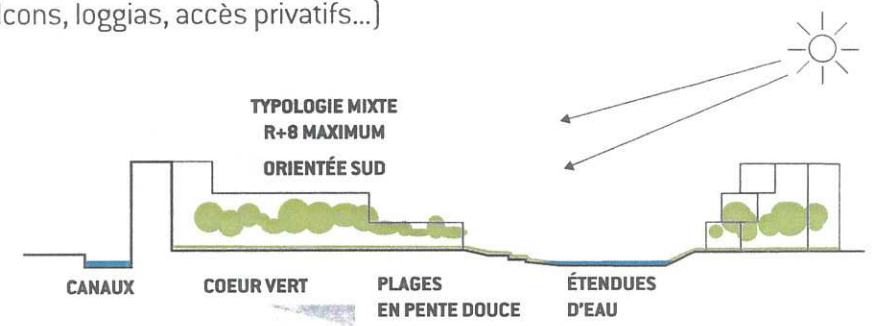 lcons, loggias, accès privatifs...)
TYPOLOGIE MIXTE
R+8 MAXIMUM
ORIENTÉE SUD
CANAUX
COEUR VERT
PLAGES
EN PENTE DOUCE
ÉTENDUES
D'EAU